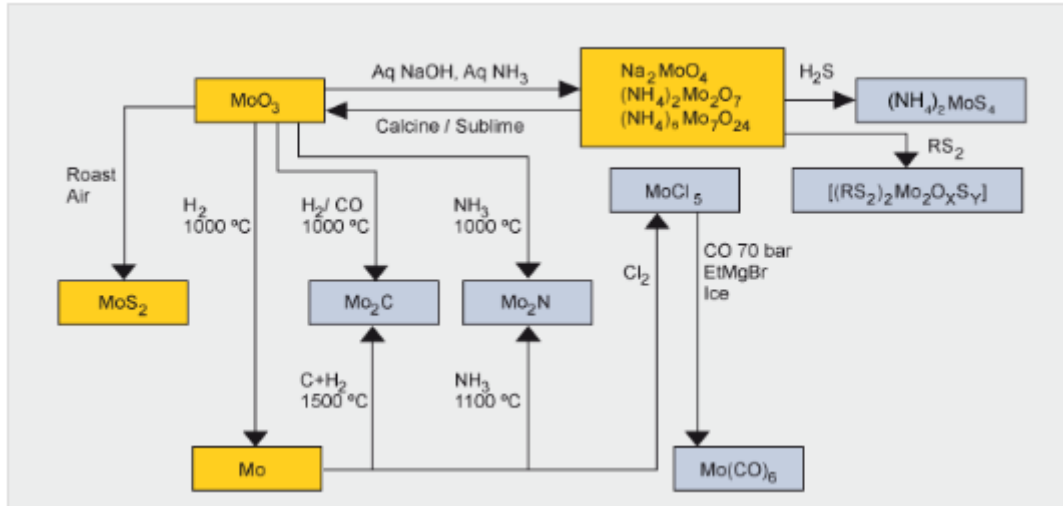 Aq NaOH, Aq NH₃
MoO₃
Calcine / Sublime
Na₂MoO₄
(NH₄)₂Mo₂O₇
(NH₄)₆Mo₇O₂₄
H₂S
(NH₄)₂MoS₄
RS₂
[(RS₂)₂Mo₂OₓSᵧ]
Roast
Air
H₂
1000 ºC
H₂/ CO
1000 ºC
NH₃
1000 ºC
MoCl₅
Cl₂
CO 70 bar
EtMgBr
Ice
MoS₂
Mo₂C
Mo₂N
C+H₂
1500 ºC
NH₃
1100 ºC
Mo
Mo(CO)₆